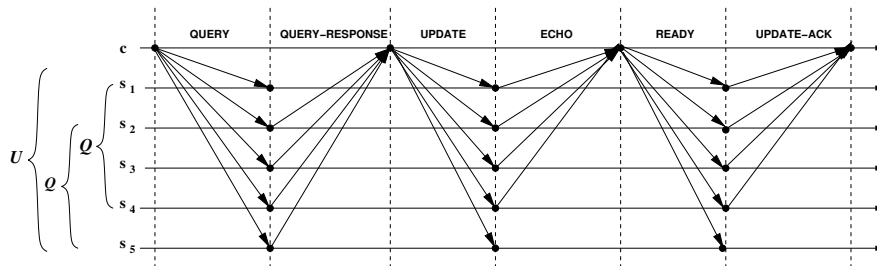 QUERY QUERY-RESPONSE UPDATE ECHO READY UPDATE-ACK
c
s 1
s 2
Q
s 3
U
Q
s 4
s 5